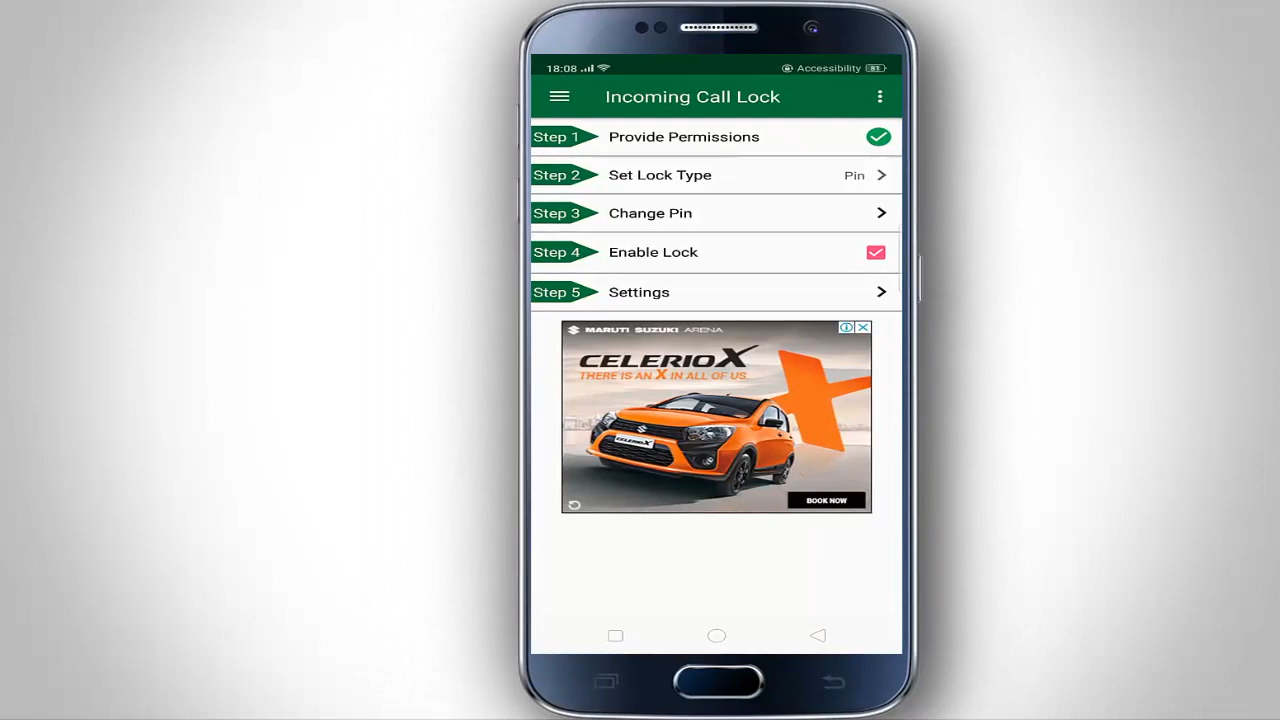 18:08 Accessibility 81
Incoming Call Lock
Step 1 Provide Permissions
Step 2 Set Lock Type Pin
Step 3 Change Pin
Step 4 Enable Lock
Step 5 Settings
MARUTI SUZUKI ARENA
CELERIOX
THERE IS AN X IN ALL OF US
CELERIOX
BOOK NOW